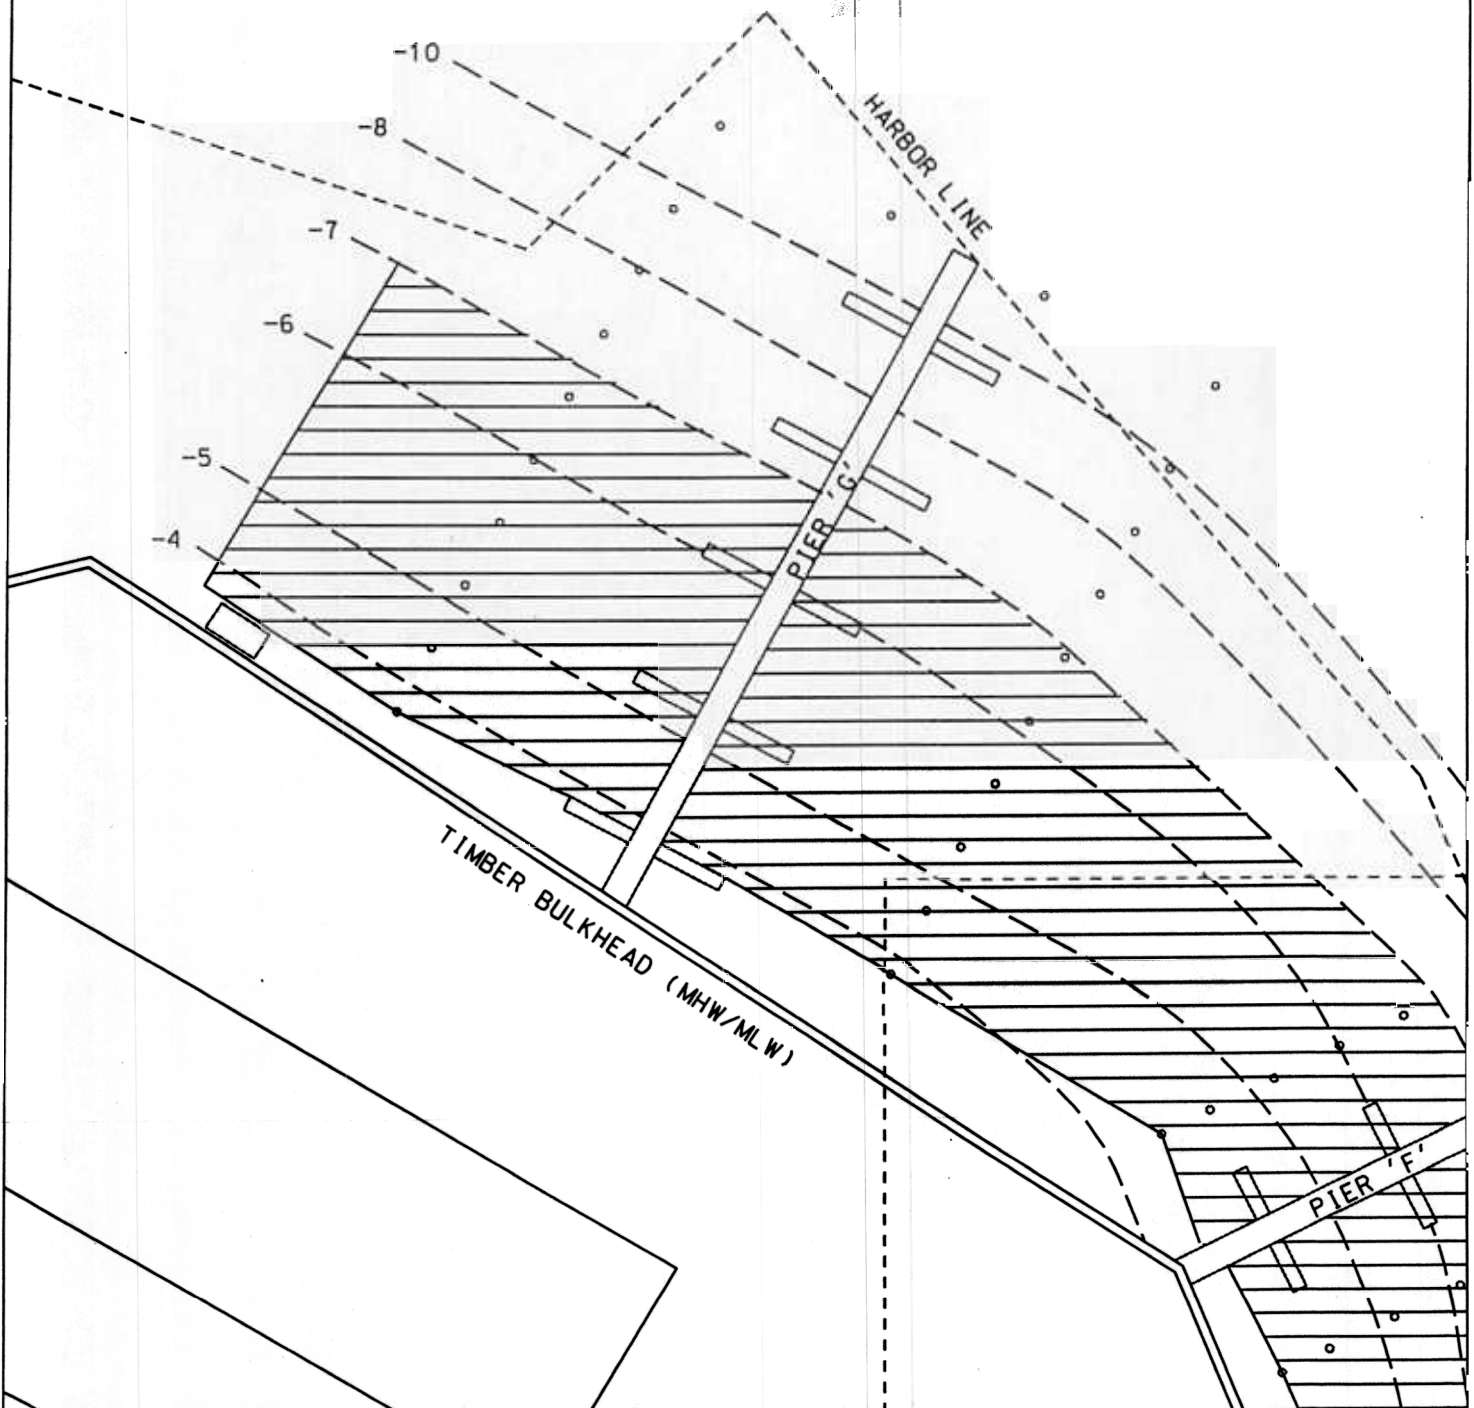 -10
-8
HARBOR LINE
-7
-6
-5
-4
PIER 'G'
TIMBER BULKHEAD (MHW/MLW)
PIER 'F'